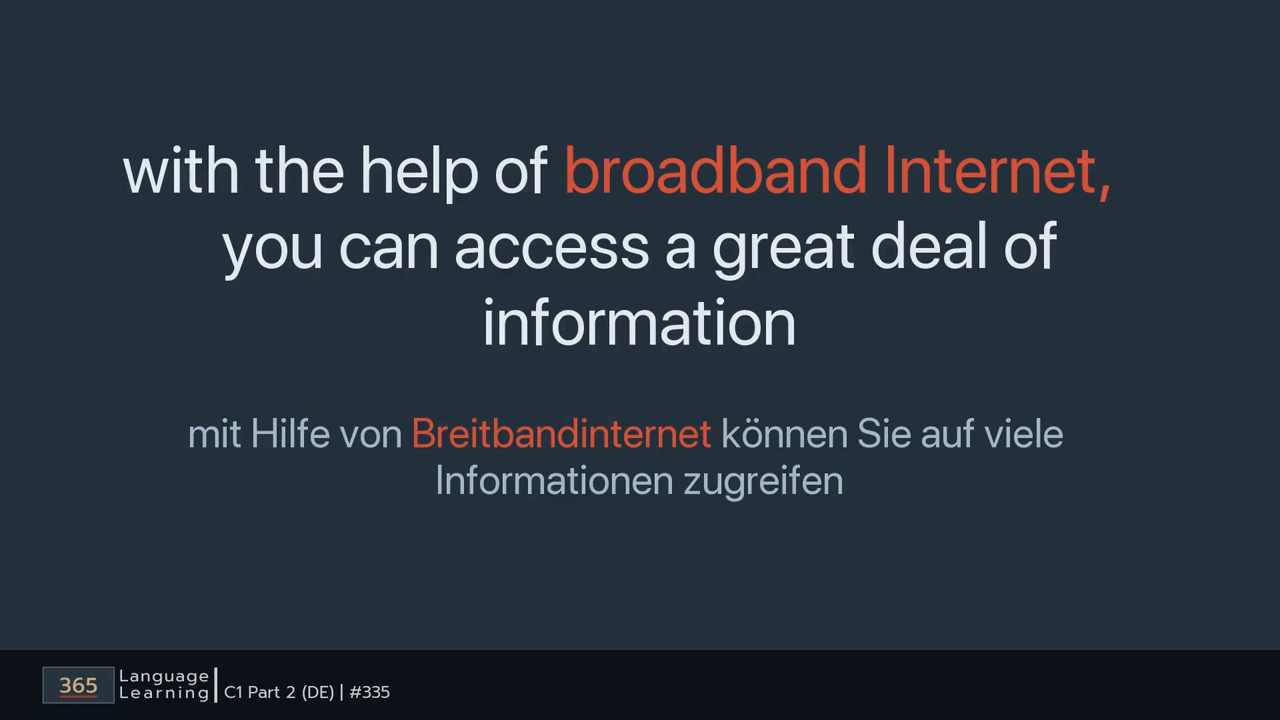 with the help of broadband Internet,
you can access a great deal of
information
mit Hilfe von Breitbandinternet können Sie auf viele
Informationen zugreifen
365 Language Learning | C1 Part 2 (DE) | #335